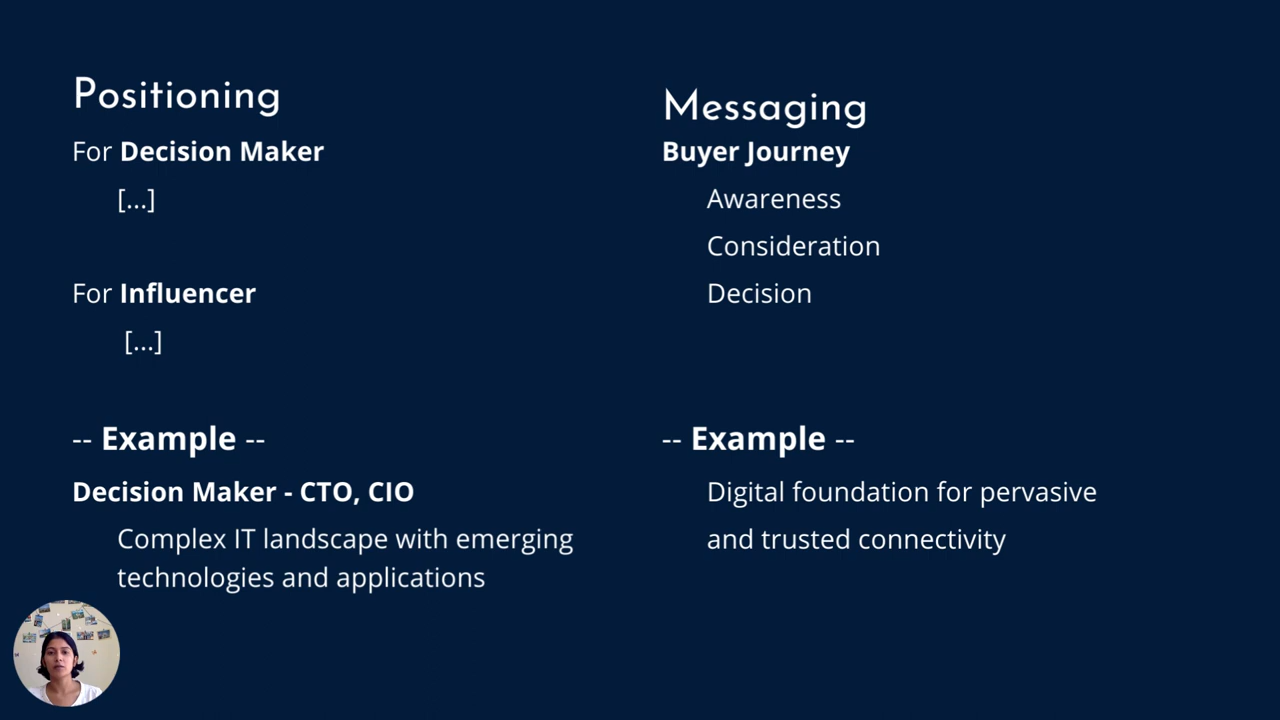 Positioning
For Decision Maker
[...]
For Influencer
[...]
-- Example --
Decision Maker - CTO, CIO
Complex IT landscape with emerging
technologies and applications
Messaging
Buyer Journey
Awareness
Consideration
Decision
-- Example --
Digital foundation for pervasive
and trusted connectivity